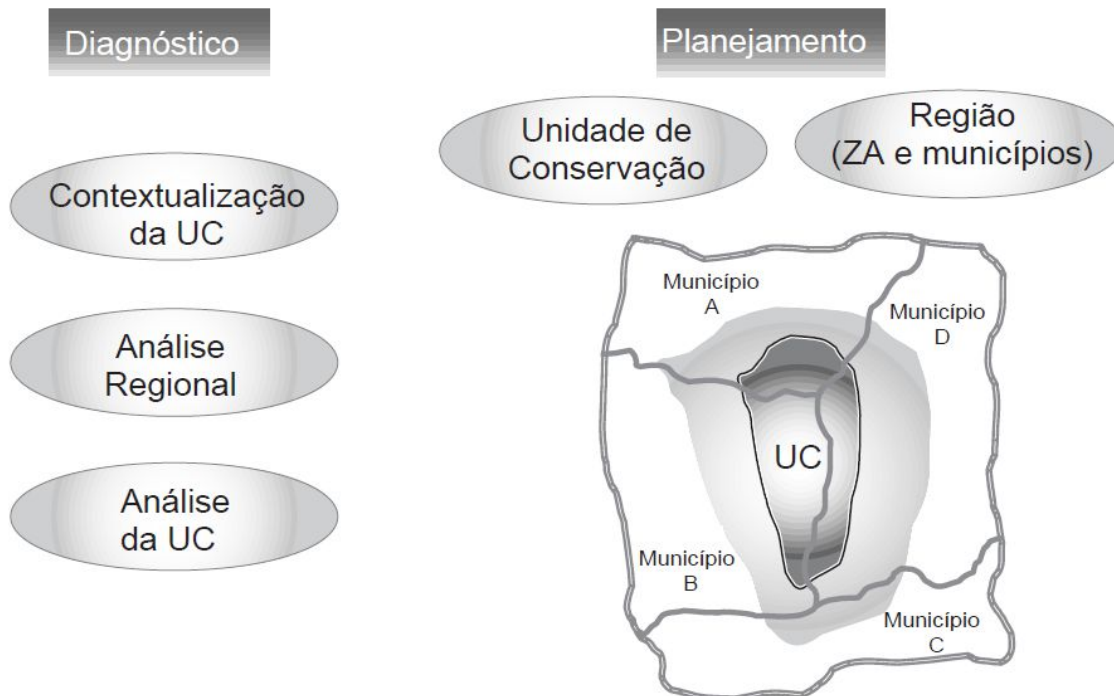 Diagnóstico
Contextualização
da UC
Análise
Regional
Análise
da UC
Planejamento
Unidade de
Conservação
Região
(ZA e municípios)
Município
A
Município
D
UC
Município
B
Município
C